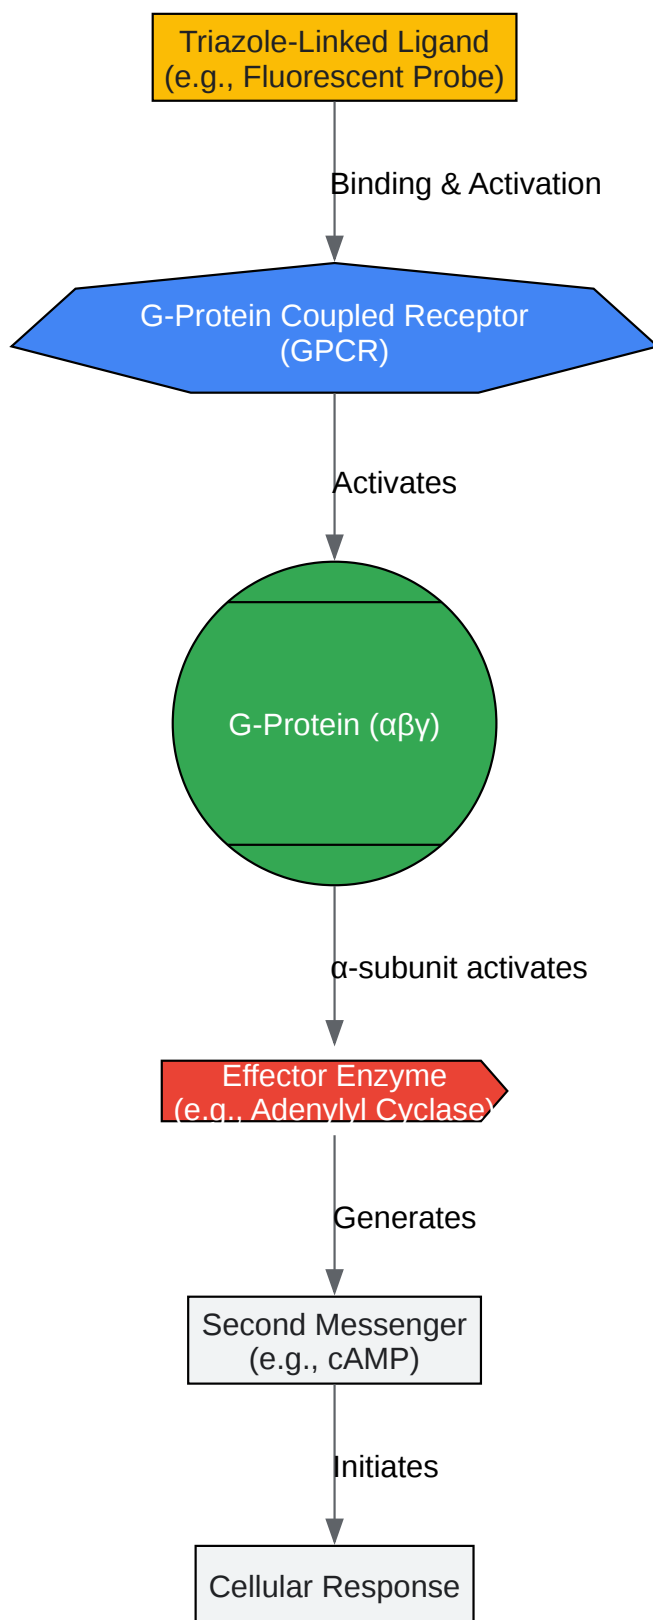 Triazole-Linked Ligand
(e.g., Fluorescent Probe)
Binding & Activation
G-Protein Coupled Receptor
(GPCR)
Activates
G-Protein (αβγ)
α-subunit activates
Effector Enzyme
(e.g., Adenylyl Cyclase)
Generates
Second Messenger
(e.g., cAMP)
Initiates
Cellular Response